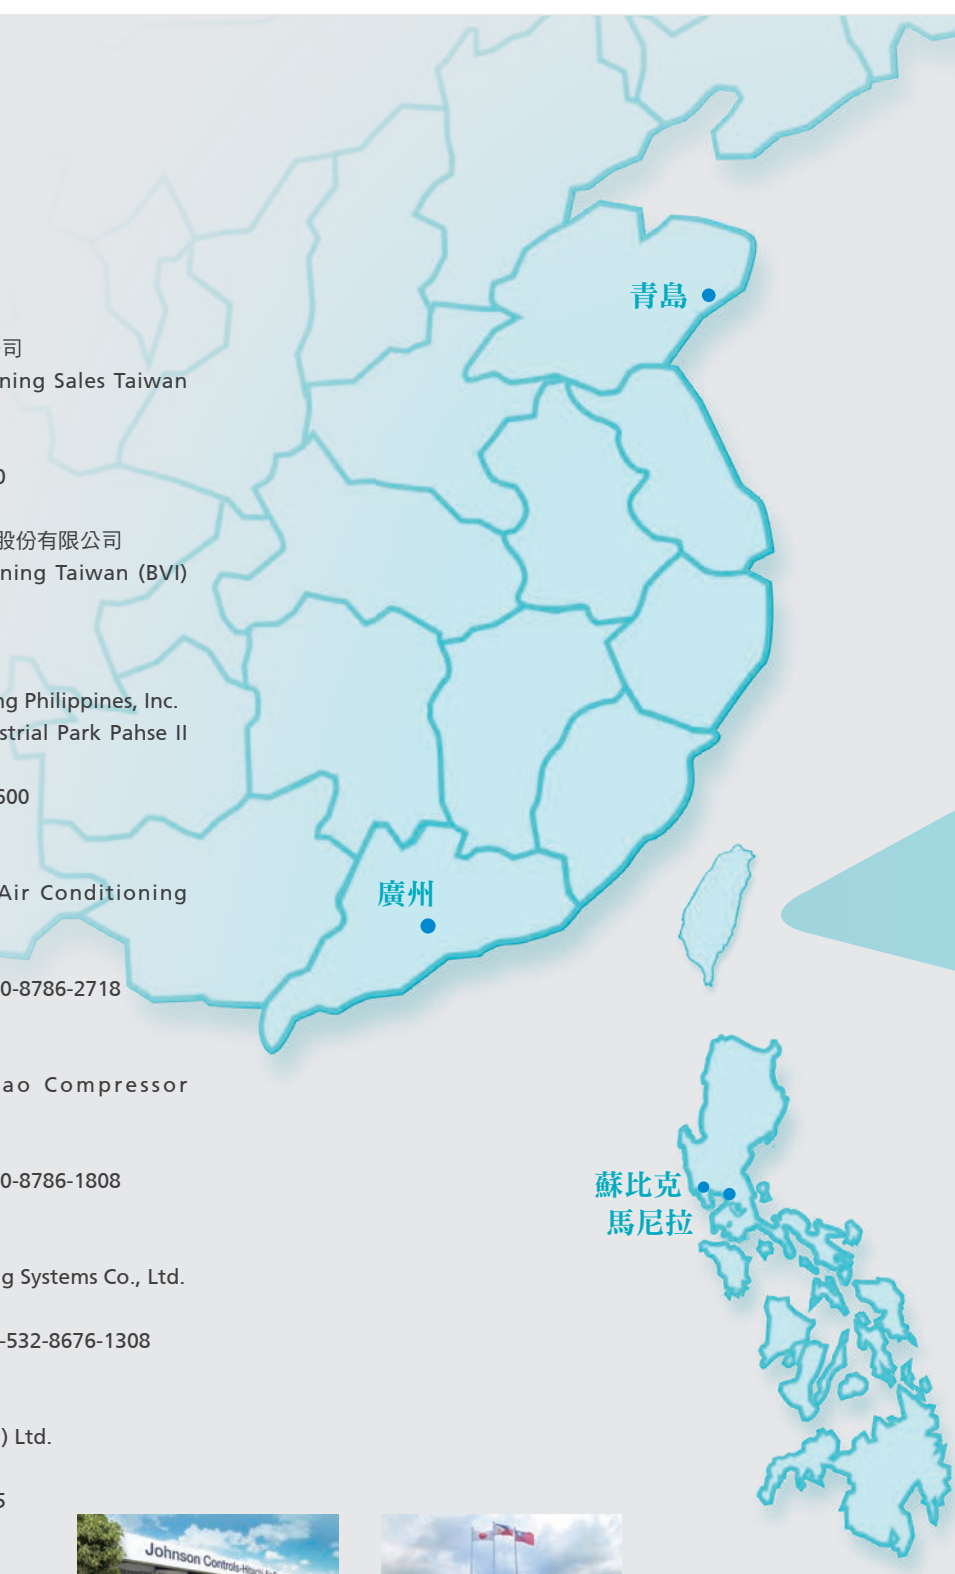 司
ning Sales Taiwan
0
股份有限公司
ning Taiwan (BVI)
ng Philippines, Inc.
strial Park Pahse II
600
Air Conditioning
0-8786-2718
ao Compressor
0-8786-1808
g Systems Co., Ltd.
-532-8676-1308
) Ltd.
5
青島
廣州
蘇比克
馬尼拉
Johnson Controls-Hitachi